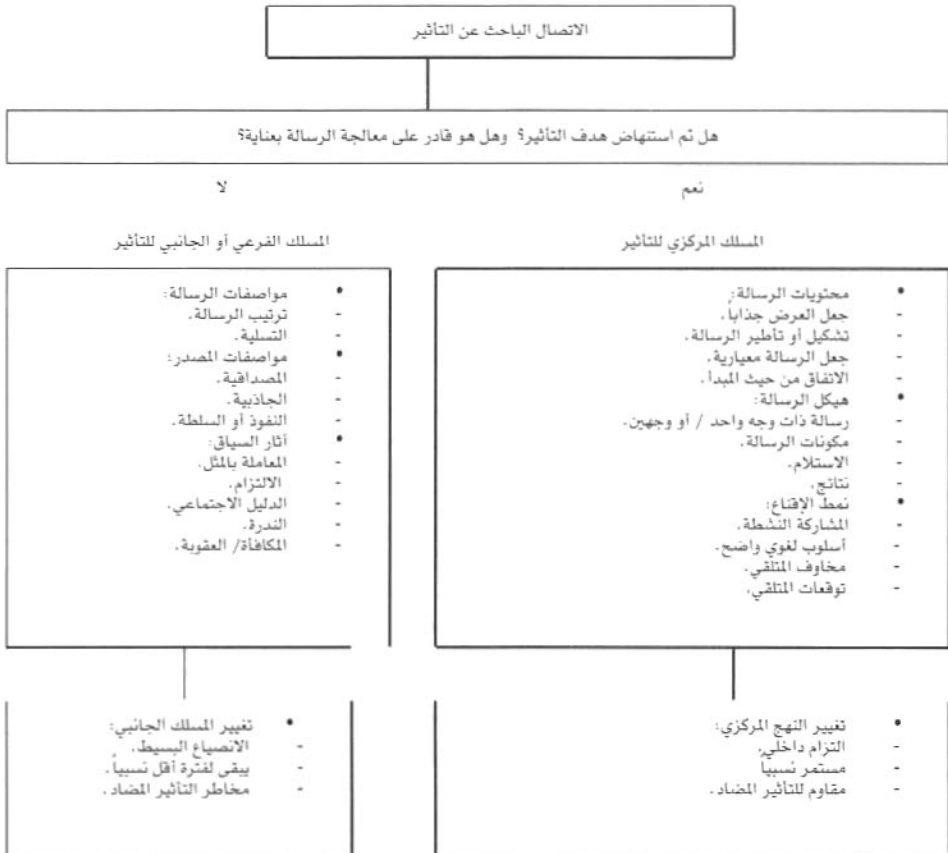 الاتصال الباحث عن التأثير
هل تم استنهاض هدف التأثير؟ وهل هو قادر على معالجة الرسالة بعناية؟
نعم
لا
المسلك المركزي للتأثير
• محتويات الرسالة:
- جعل العرض جذاباً.
- تشكيل أو تأطير الرسالة.
- جعل الرسالة معيارية.
- الاتفاق من حيث المبدأ.
• هيكل الرسالة:
- رسالة ذات وجه واحد / أو وجهين.
- مكونات الرسالة.
- الاستلام.
- نتائج.
• نمط الإقناع:
- المشاركة النشطة.
- أسلوب لغوي واضح.
- مخاوف المتلقي.
- توقعات المتلقي.
المسلك الفرعي أو الجانبي للتأثير
• مواصفات الرسالة:
- ترتيب الرسالة.
- التسلية.
• مواصفات المصدر:
- المصداقية.
- الجاذبية.
- النفوذ أو السلطة.
• آثار السياق:
- المعاملة بالمثل.
- الالتزام.
- الدليل الاجتماعي.
- الندرة.
- المكافأة/ العقوبة.
• تغيير النهج المركزي:
- التزام داخلي.
- مستمر نسبياً
- مقاوم للتأثير المضاد.
• تغيير المسلك الجانبي:
- الانصياع البسيط.
- يبقى لفترة أقل نسبياً.
- مخاطر التأثير المضاد.